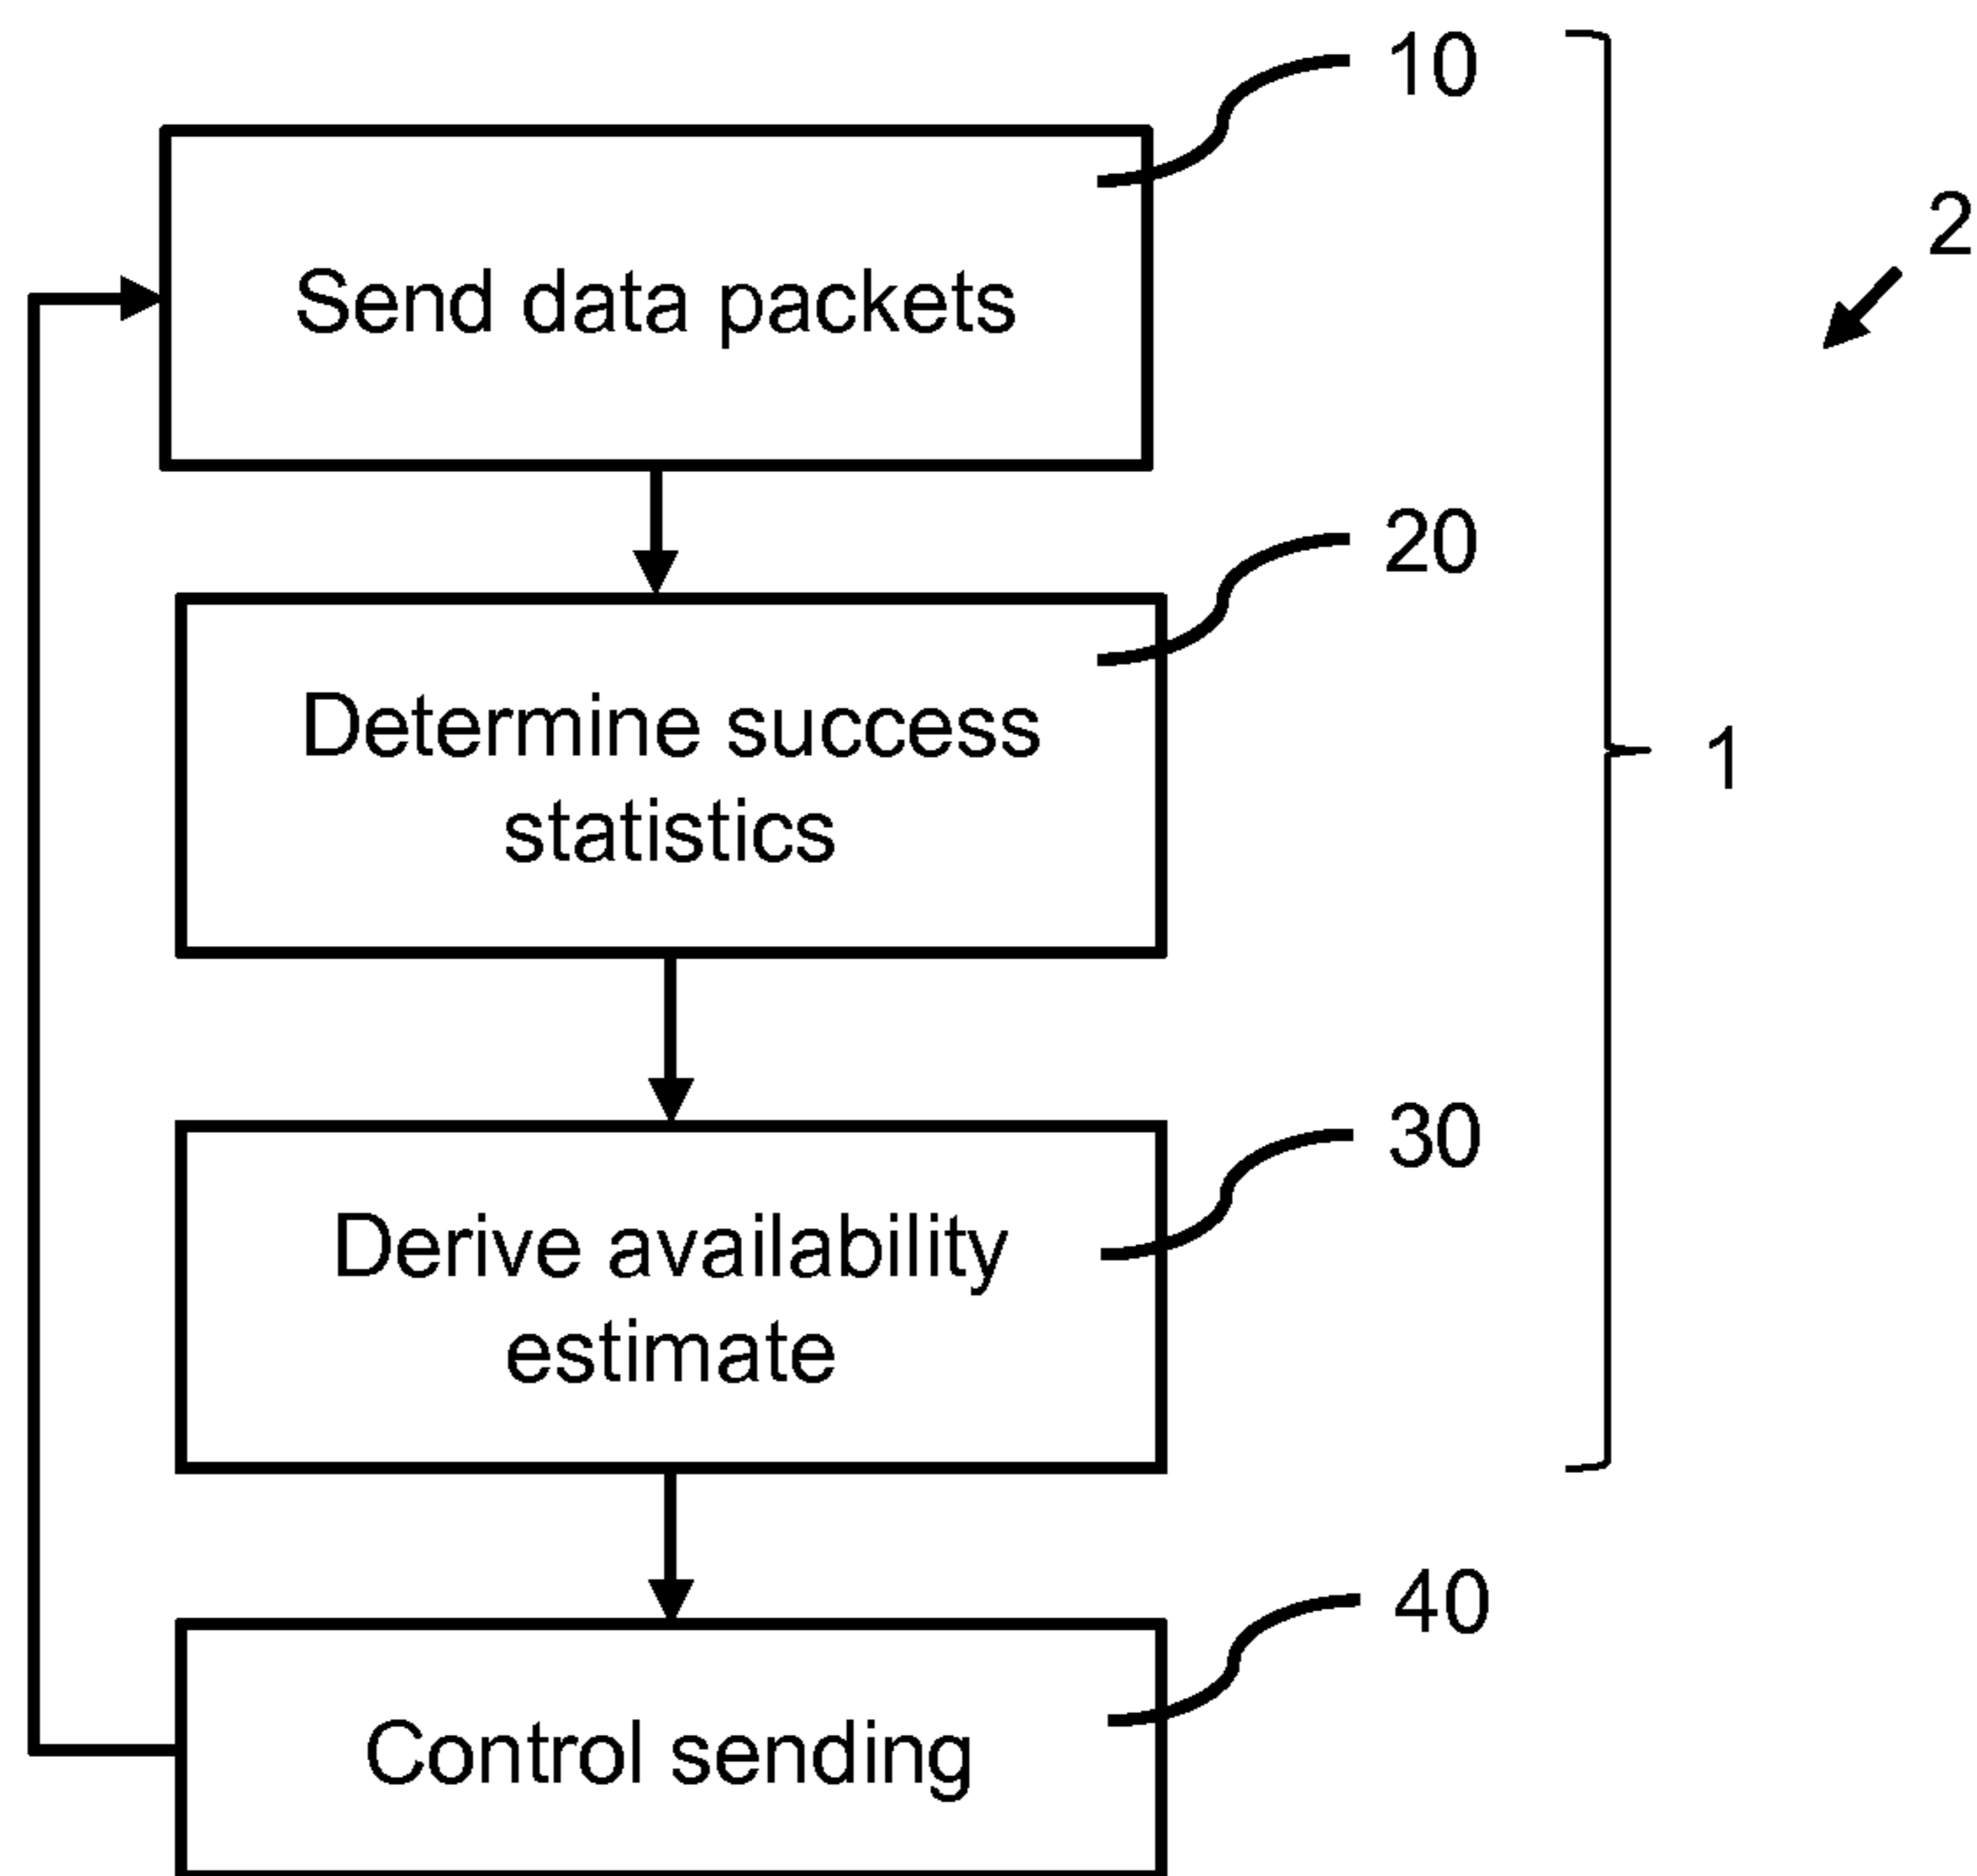 10
Send data packets
2
20
Determine success
statistics
1
30
Derive availability
estimate
40
Control sending